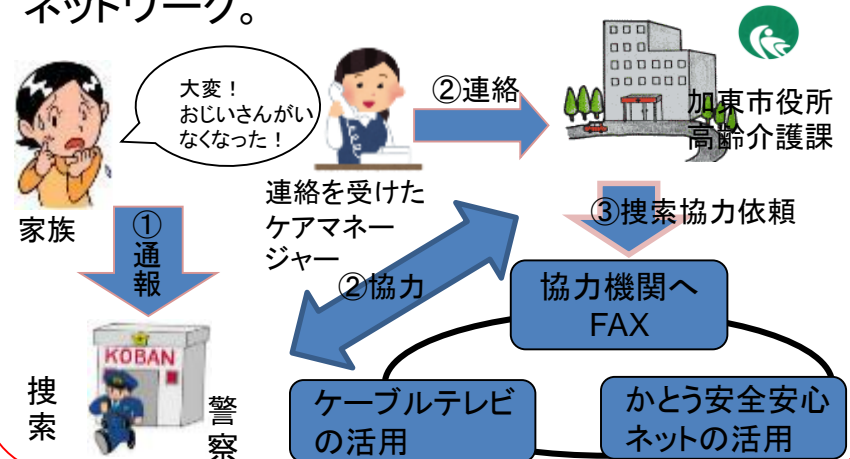 ネットワーク。
大変！
おじいさんがい
なくなった！
②連絡
加東市役所
高齢介護課
連絡を受けた
ケアマネー
ジャー
家族
①
通
報
③捜索協力依頼
②協力
協力機関へ
FAX
KOBAN
捜
索
警
察
ケーブルテレビ
の活用
かとう安全安心
ネットの活用